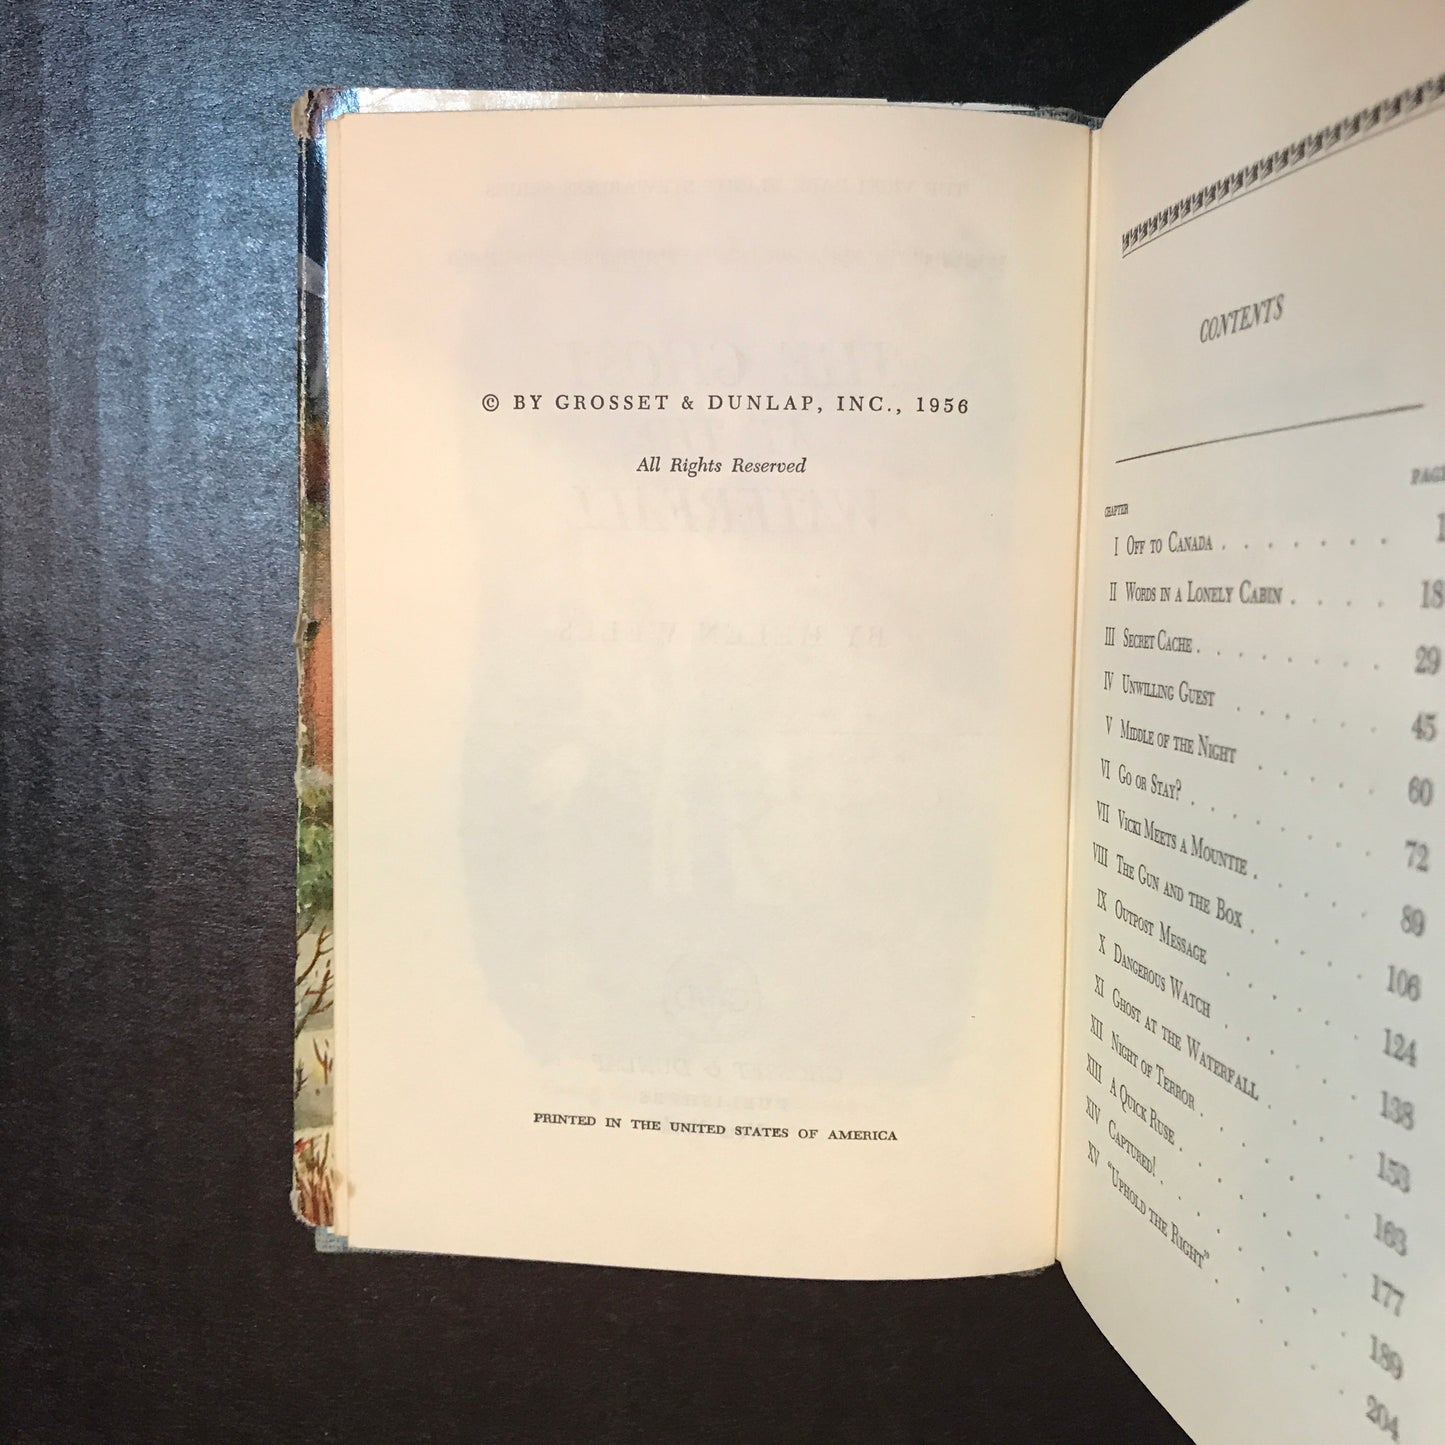 © BY GROSSET & DUNLAP, INC., 1956
All Rights Reserved
PRINTED IN THE UNITED STATES OF AMERICA
CONTENTS
CHAPTER PAGE
I OFF TO CANADA . . . . . . . 1
II WORDS IN A LONELY CABIN . . . . 18
III SECRET CACHE . . . . . . . 29
IV UNWILLING GUEST . . . . . . 45
V MIDDLE OF THE NIGHT . . . . . 60
VI GO OR STAY? . . . . . . . 72
VII VICKI MEETS A MOUNTIE . . . . . 89
VIII THE GUN AND THE BOX . . . . . 106
IX OUTPOST MESSAGE . . . . . . 124
X DANGEROUS WATCH . . . . . . 138
XI GHOST AT THE WATERFALL . . . . 153
XII NIGHT OF TERROR . . . . . . 163
XIII A QUICK RUSE . . . . . . . 177
XIV CAPTURED! . . . . . . . 189
XV "UPHOLD THE RIGHT" . . . . . 204